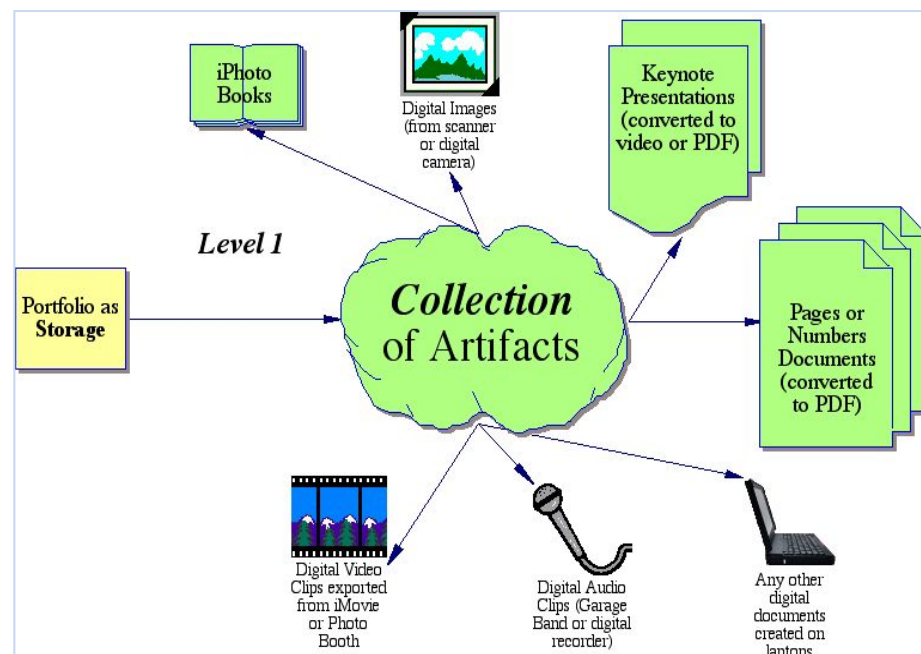 iPhoto
Books
Digital Images
(from scanner
or digital
camera)
Keynote
Presentations
(converted to
video or PDF)
Level 1
Portfolio as
Storage
Collection
of Artifacts
Pages or
Numbers
Documents
(converted
to PDF)
Digital Video
Clips exported
from iMovie
or Photo
Booth
Digital Audio
Clips (Garage
Band or digital
recorder)
Any other
digital
documents
created on
laptops